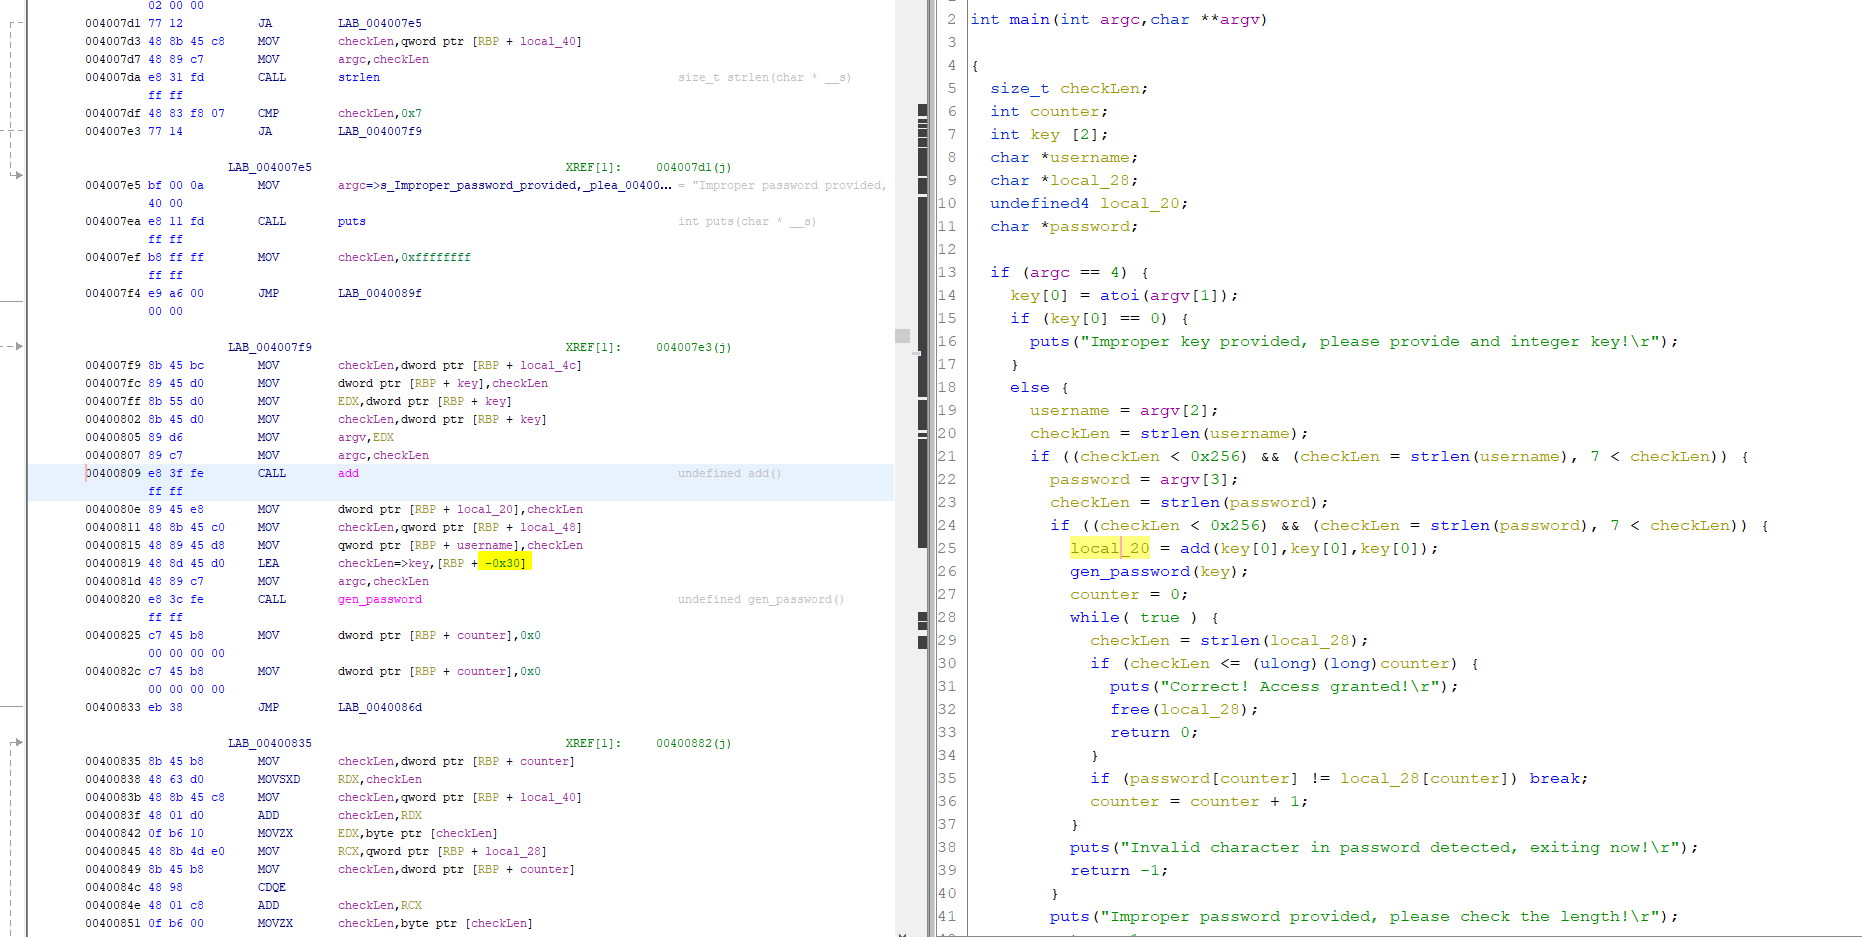 02 00 00
004007d1 77 12 JA LAB_004007e5
004007d3 48 8b 45 c8 MOV checkLen,qword ptr [RBP + local_40]
004007d7 48 89 c7 MOV argc,checkLen
004007da e8 31 fd CALL strlen size_t strlen(char * __s)
ff ff
004007df 48 83 f8 07 CMP checkLen,0x7
004007e3 77 14 JA LAB_004007f9
LAB_004007e5 XREF[1]: 004007d1(j)
004007e5 bf 00 0a MOV argc=>s_Improper_password_provided,_plea_00400... = "Improper password provided,
40 00
004007ea e8 11 fd CALL puts int puts(char * __s)
ff ff
004007ef b8 ff ff MOV checkLen,0xffffffff
ff ff
004007f4 e9 a6 00 JMP LAB_0040089f
00 00
LAB_004007f9 XREF[1]: 004007e3(j)
004007f9 8b 45 bc MOV checkLen,dword ptr [RBP + local_4c]
004007fc 89 45 d0 MOV dword ptr [RBP + key],checkLen
004007ff 8b 55 d0 MOV EDX,dword ptr [RBP + key]
00400802 8b 45 d0 MOV checkLen,dword ptr [RBP + key]
00400805 89 d6 MOV argv,EDX
00400807 89 c7 MOV argc,checkLen
00400809 e8 3f fe CALL add undefined add()
ff ff
0040080e 89 45 e8 MOV dword ptr [RBP + local_20],checkLen
00400811 48 8b 45 c0 MOV checkLen,qword ptr [RBP + local_48]
00400815 48 89 45 d8 MOV qword ptr [RBP + username],checkLen
00400819 48 8d 45 d0 LEA checkLen=>key,[RBP + -0x30]
0040081d 48 89 c7 MOV argc,checkLen
00400820 e8 3c fe CALL gen_password undefined gen_password()
ff ff
00400825 c7 45 b8 MOV dword ptr [RBP + counter],0x0
00 00 00 00
0040082c c7 45 b8 MOV dword ptr [RBP + counter],0x0
00 00 00 00
00400833 eb 38 JMP LAB_0040086d
LAB_00400835 XREF[1]: 00400882(j)
00400835 8b 45 b8 MOV checkLen,dword ptr [RBP + counter]
00400838 48 63 d0 MOVSXD RDX,checkLen
0040083b 48 8b 45 c8 MOV checkLen,qword ptr [RBP + local_40]
0040083f 48 01 d0 ADD checkLen,RDX
00400842 0f b6 10 MOVZX EDX,byte ptr [checkLen]
00400845 48 8b 4d e0 MOV RCX,qword ptr [RBP + local_28]
00400849 8b 45 b8 MOV checkLen,dword ptr [RBP + counter]
0040084c 48 98 CDQE
0040084e 48 01 c8 ADD checkLen,RCX
00400851 0f b6 00 MOVZX checkLen,byte ptr [checkLen]
2 int main(int argc,char **argv)
3
4 {
5 size_t checkLen;
6 int counter;
7 int key [2];
8 char *username;
9 char *local_28;
10 undefined4 local_20;
11 char *password;
12
13 if (argc == 4) {
14 key[0] = atoi(argv[1]);
15 if (key[0] == 0) {
16 puts("Improper key provided, please provide and integer key!\r");
17 }
18 else {
19 username = argv[2];
20 checkLen = strlen(username);
21 if ((checkLen < 0x256) && (checkLen = strlen(username), 7 < checkLen)) {
22 password = argv[3];
23 checkLen = strlen(password);
24 if ((checkLen < 0x256) && (checkLen = strlen(password), 7 < checkLen)) {
25 local_20 = add(key[0],key[0],key[0]);
26 gen_password(key);
27 counter = 0;
28 while( true ) {
29 checkLen = strlen(local_28);
30 if (checkLen <= (ulong)(long)counter) {
31 puts("Correct! Access granted!\r");
32 free(local_28);
33 return 0;
34 }
35 if (password[counter] != local_28[counter]) break;
36 counter = counter + 1;
37 }
38 puts("Invalid character in password detected, exiting now!\r");
39 return -1;
40 }
41 puts("Improper password provided, please check the length!\r");